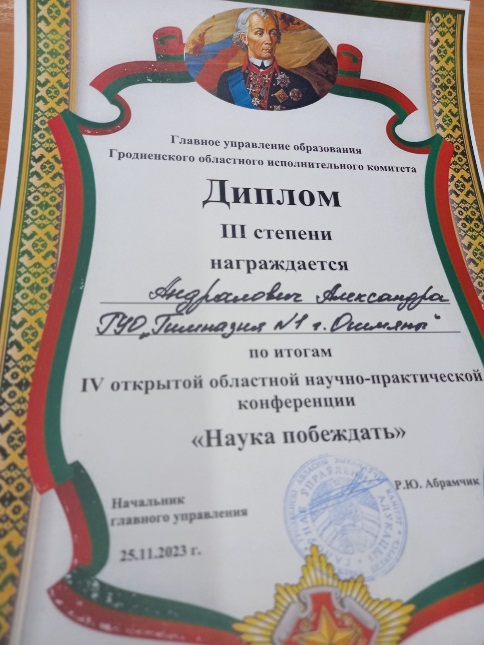 Главное управление образования
Гродненского областного исполнительного комитета
Диплом
III степени
награждается
Андралович Александра
ГУО „Гимназия №1 г. Ошмяны"
по итогам
IV открытой областной научно-практической
конференции
«Наука побеждать»
Начальник
главного управления
Р.Ю. Абрамчик
25.11.2023 г.